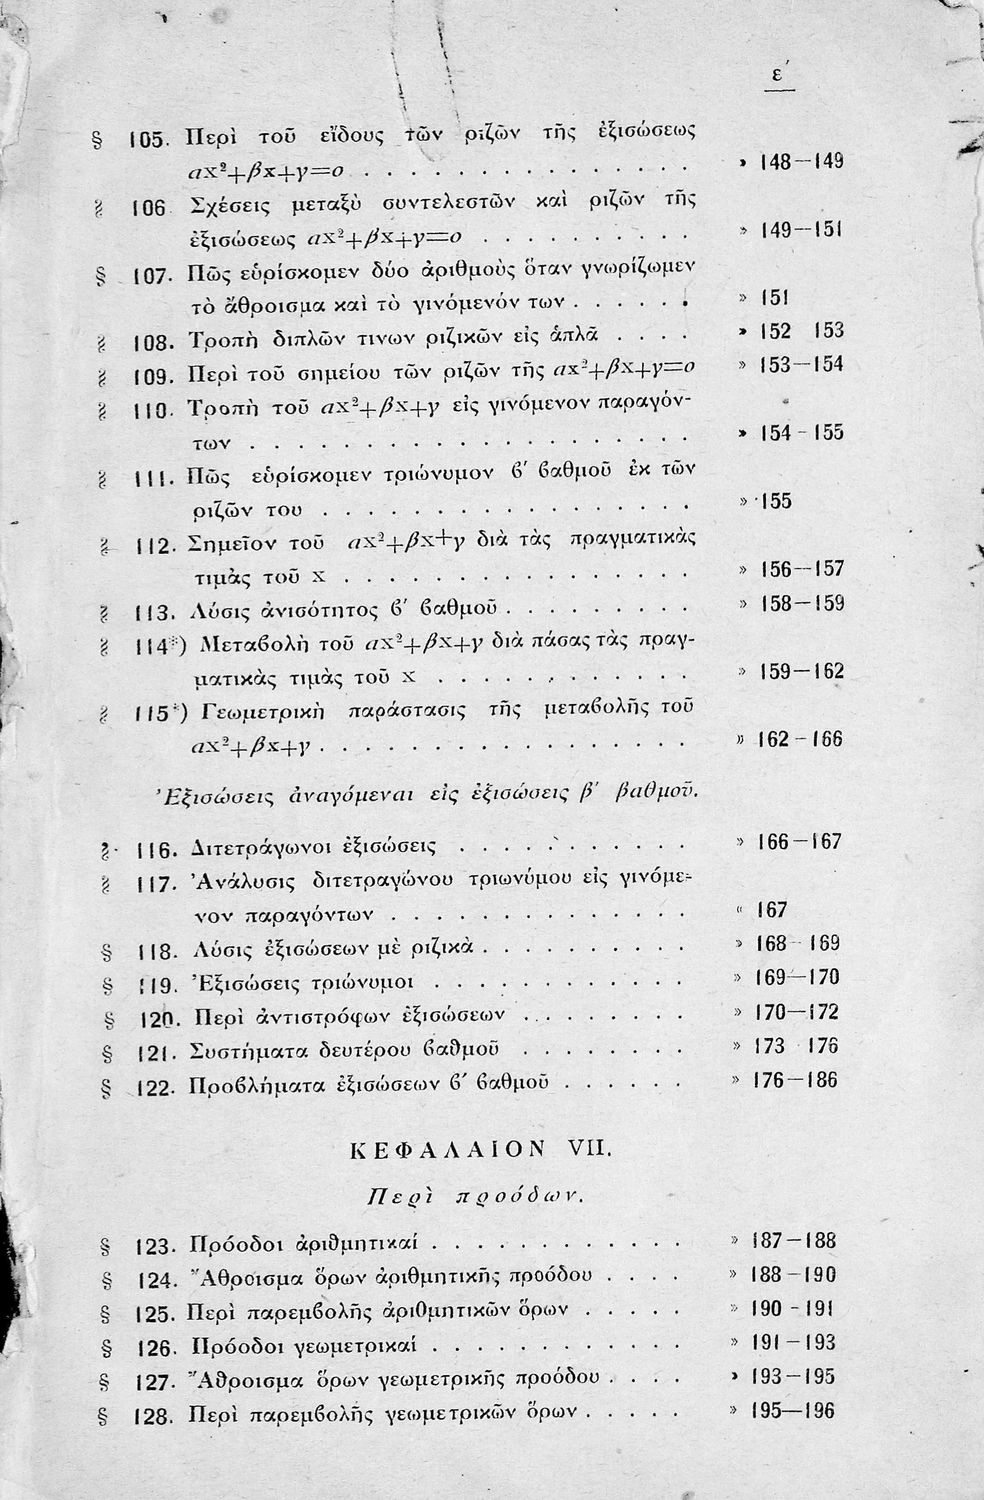 ε΄
§ 105. Περὶ τοῦ εἴδους τῶν ριζῶν τῆς ἐξισώσεως
αx²+βx+γ=ο . . . . . . . . . . . . . . . » 148—149
§ 106 Σχέσεις μεταξὺ συντελεστῶν καὶ ριζῶν τῆς
ἐξισώσεως αx²+βx+γ=ο . . . . . . . . . . » 149—151
§ 107. Πῶς εὑρίσκομεν δύο ἀριθμοὺς ὅταν γνωρίζωμεν
τὸ ἄθροισμα καὶ τὸ γινόμενόν των . . . . . . » 151
§ 108. Τροπὴ διπλῶν τινων ριζικῶν εἰς ἁπλᾶ . . . . » 152 153
§ 109. Περὶ τοῦ σημείου τῶν ριζῶν τῆς αx²+βx+γ=ο » 153—154
§ 110. Τροπὴ τοῦ αx²+βx+γ εἰς γινόμενον παραγόν-
των . . . . . . . . . . . . . . . . . . . » 154-155
§ 111. Πῶς εὑρίσκομεν τριώνυμον ϐ΄ ϐαθμοῦ ἐκ τῶν
ριζῶν του . . . . . . . . . . . . . . . . » 155
§ 112. Σημεῖον τοῦ αx²+βx+γ διὰ τὰς πραγματικὰς
τιμὰς τοῦ x . . . . . . . . . . . . . . . » 156—157
§ 113. Λύσις ἀνισότητος ϐ΄ ϐαθμοῦ . . . . . . . . . » 158—159
§ 114*) Μεταϐολὴ τοῦ αx²+βx+γ διὰ πάσας τὰς πραγ-
ματικὰς τιμὰς τοῦ x . . . . . . . . . . . » 159—162
§ 115*) Γεωμετρικὴ παράστασις τῆς μεταϐολῆς τοῦ
αx²+βx+γ . . . . . . . . . . . . . . . . » 162-166
Ἐξισώσεις ἀναγόμεναι εἰς ἐξισώσεις β΄ βαθμοῦ.
§ 116. Διτετράγωνοι ἐξισώσεις . . . . . . . . . . » 166—167
§ 117. Ἀνάλυσις διτετραγώνου τριωνύμου εἰς γινόμε-
νον παραγόντων . . . . . . . . . . . . . « 167
§ 118. Λύσις ἐξισώσεων μὲ ριζικὰ . . . . . . . . . » 168-169
§ 119. Ἐξισώσεις τριώνυμοι . . . . . . . . . . . » 169—170
§ 120. Περὶ ἀντιστρόφων ἐξισώσεων . . . . . . . . » 170—172
§ 121. Συστήματα δευτέρου ϐαθμοῦ . . . . . . . » 173 176
§ 122. Προϐλήματα ἐξισώσεων ϐ΄ ϐαθμοῦ . . . . . . » 176—186
ΚΕΦΑΛΑΙΟΝ VII.
Περὶ προόδων.
§ 123. Πρόοδοι ἀριθμητικαί . . . . . . . . . . . » 187—188
§ 124. Ἄθροισμα ὅρων ἀριθμητικῆς προόδου . . . . » 188-190
§ 125. Περὶ παρεμϐολῆς ἀριθμητικῶν ὅρων . . . . . » 190-191
§ 126. Πρόοδοι γεωμετρικαί . . . . . . . . . . . » 191-193
§ 127. Ἄθροισμα ὅρων γεωμετρικῆς προόδου . . . . » 193-195
§ 128. Περὶ παρεμϐολῆς γεωμετρικῶν ὅρων . . . . . » 195—196